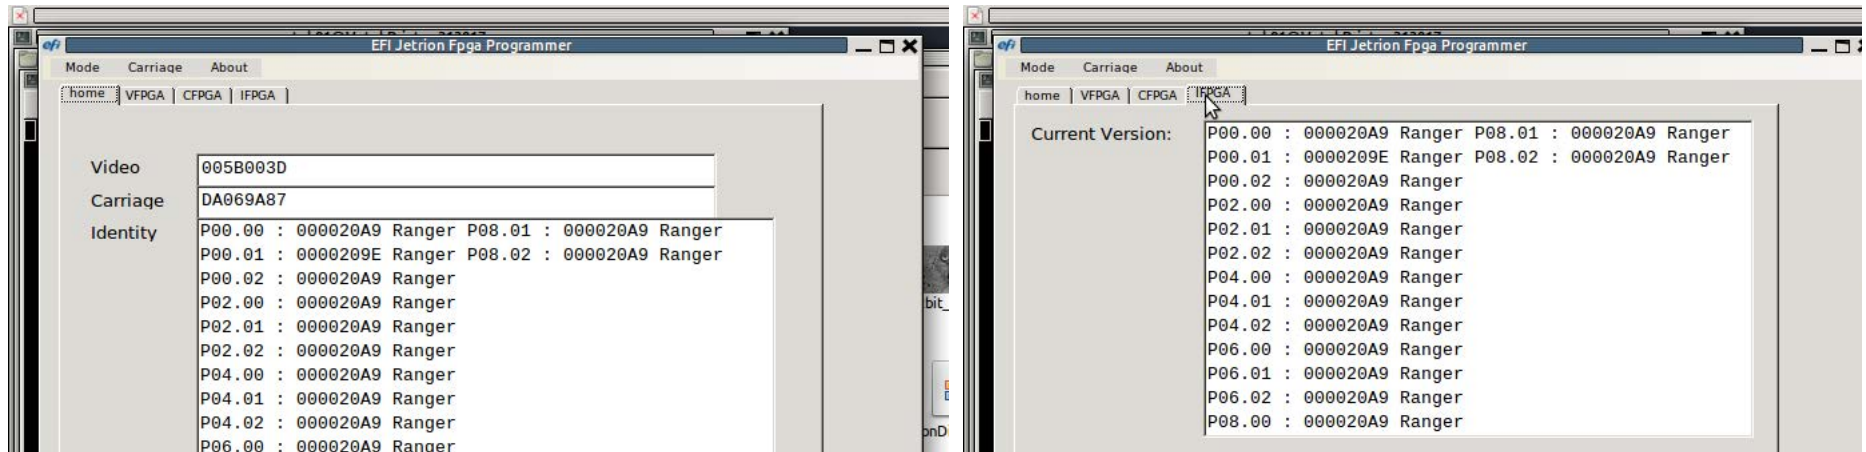 efi EFI Jetrion Fpga Programmer
Mode Carriage About
home VFPGA CFPGA IFPGA
Video 005B003D
Carriage DA069A87
Identity P00.00 : 000020A9 Ranger P08.01 : 000020A9 Ranger
P00.01 : 0000209E Ranger P08.02 : 000020A9 Ranger
P00.02 : 000020A9 Ranger
P02.00 : 000020A9 Ranger
P02.01 : 000020A9 Ranger
P02.02 : 000020A9 Ranger
P04.00 : 000020A9 Ranger
P04.01 : 000020A9 Ranger
P04.02 : 000020A9 Ranger
P06.00 : 000020A9 Ranger
bit_
onD
efi EFI Jetrion Fpga Programmer
Mode Carriage About
home VFPGA CFPGA IFPGA
Current Version: P00.00 : 000020A9 Ranger P08.01 : 000020A9 Ranger
P00.01 : 0000209E Ranger P08.02 : 000020A9 Ranger
P00.02 : 000020A9 Ranger
P02.00 : 000020A9 Ranger
P02.01 : 000020A9 Ranger
P02.02 : 000020A9 Ranger
P04.00 : 000020A9 Ranger
P04.01 : 000020A9 Ranger
P04.02 : 000020A9 Ranger
P06.00 : 000020A9 Ranger
P06.01 : 000020A9 Ranger
P06.02 : 000020A9 Ranger
P08.00 : 000020A9 Ranger